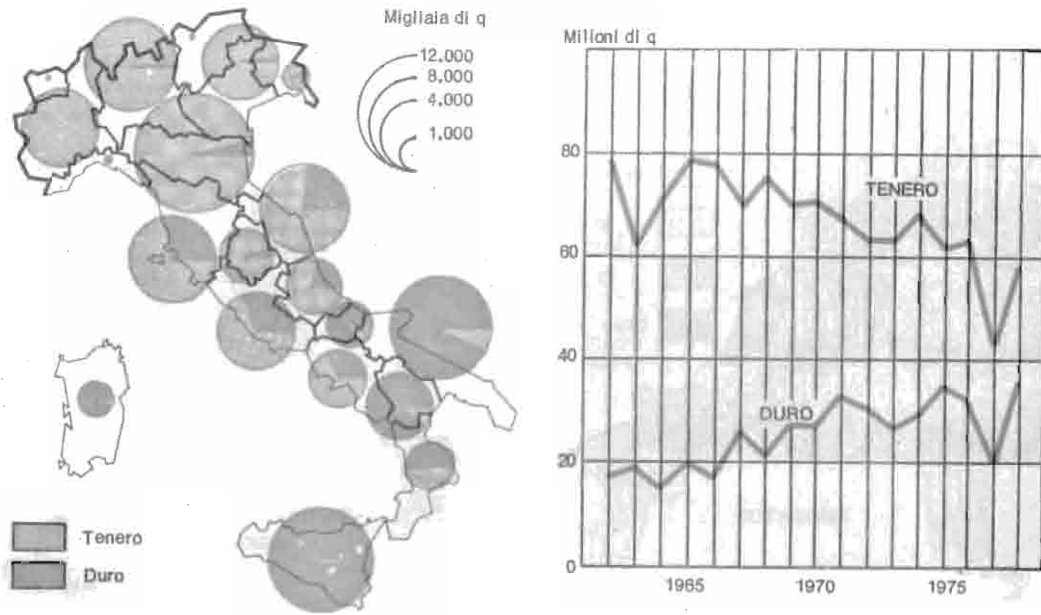 Migliaia di q
12.000
8.000
4.000
1.000
Tenero
Duro
Milioni di q
80
60
40
20
0
TENERO
DURO
1965
1970
1975